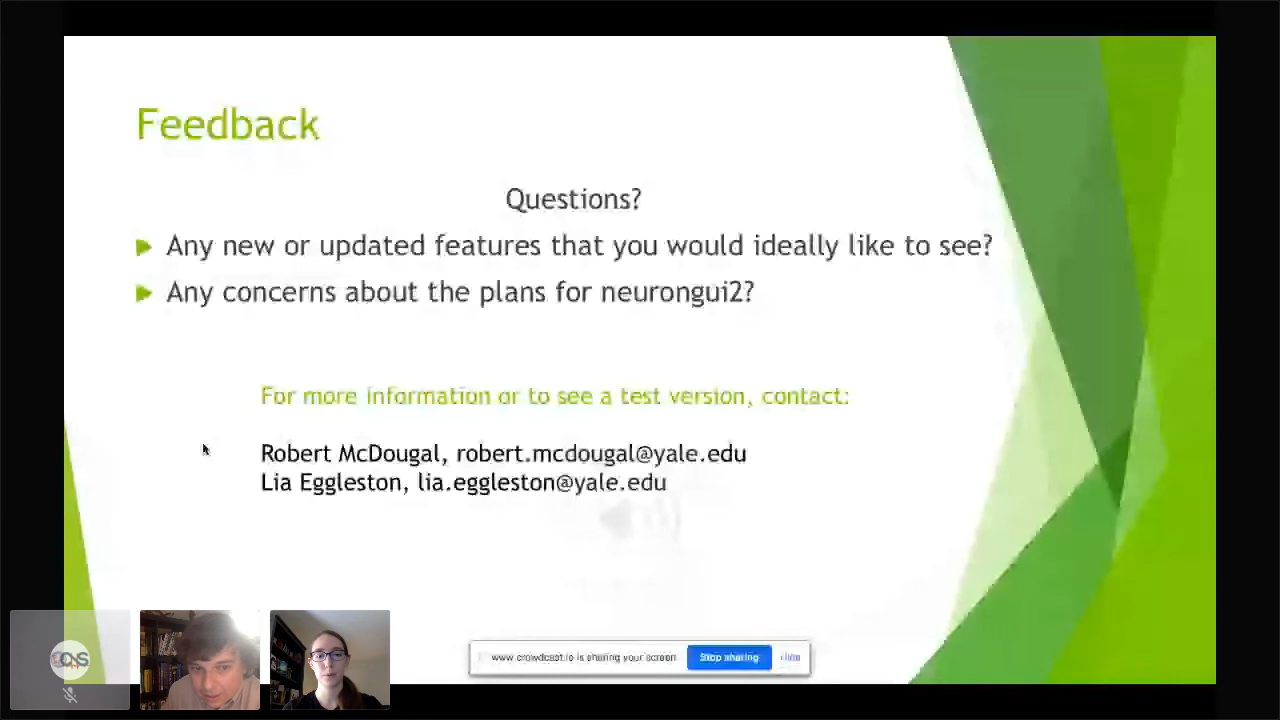 Feedback
Questions?
Any new or updated features that you would ideally like to see?
Any concerns about the plans for neurongui2?
For more information or to see a test version, contact:
Robert McDougal, robert.mcdougal@yale.edu
Lia Eggleston, lia.eggleston@yale.edu
www.crowdcast.io is sharing your screen. Stop sharing Hide